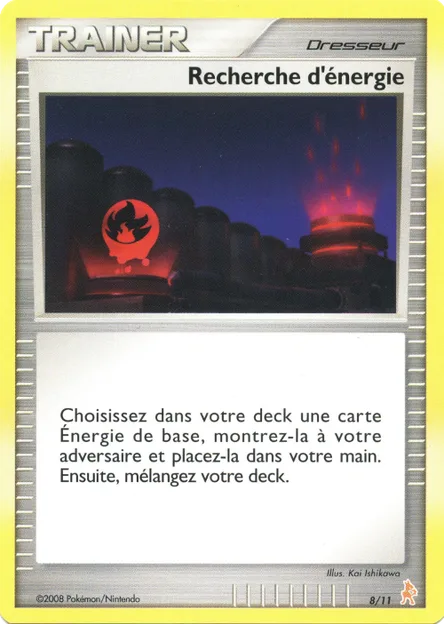 TRAINER
Dresseur
Recherche d'énergie
Choisissez dans votre deck une carte
Énergie de base, montrez-la à votre
adversaire et placez-la dans votre main.
Ensuite, mélangez votre deck.
Illus. Kai Ishikawa
©2008 Pokémon/Nintendo
8/11